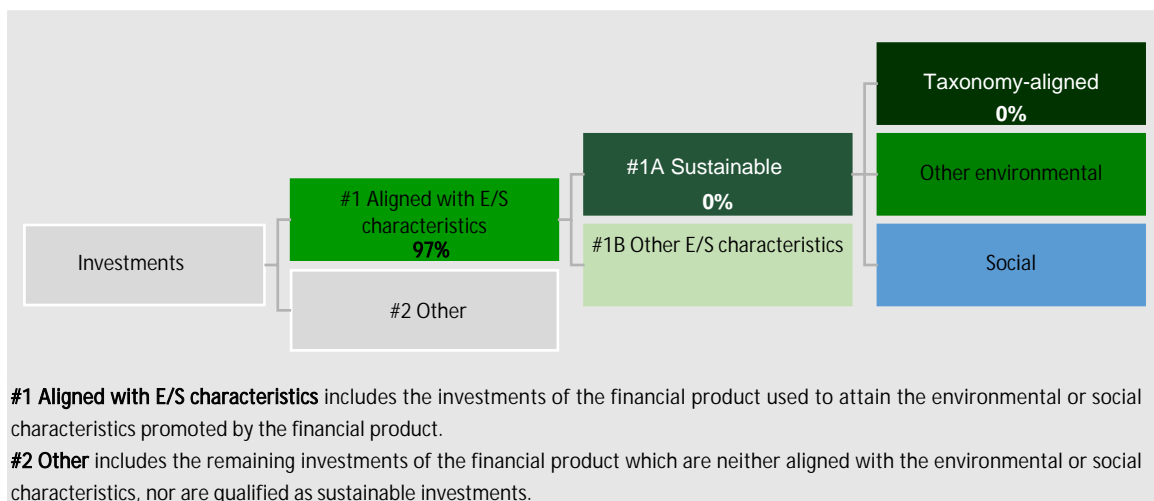 Taxonomy-aligned
0%
#1A Sustainable
0%
Other environmental
#1 Aligned with E/S
characteristics
97%
#1B Other E/S characteristics
Investments
Social
#2 Other
#1 Aligned with E/S characteristics includes the investments of the financial product used to attain the environmental or social
characteristics promoted by the financial product.
#2 Other includes the remaining investments of the financial product which are neither aligned with the environmental or social
characteristics, nor are qualified as sustainable investments.